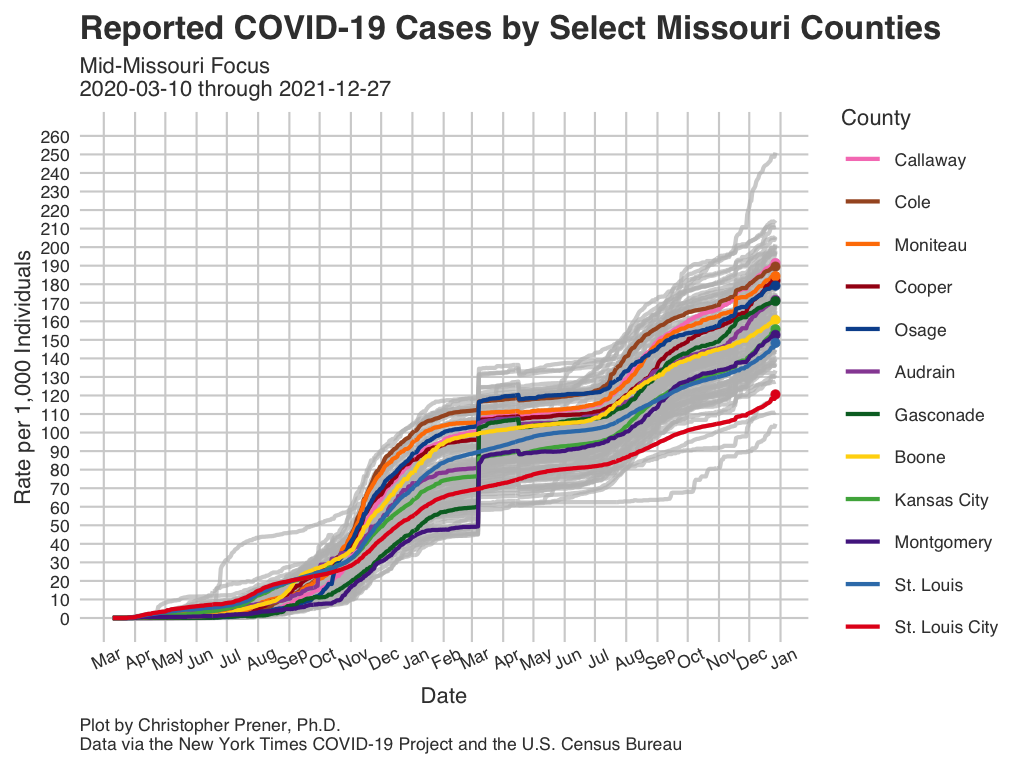 Reported COVID-19 Cases by Select Missouri Counties
Mid-Missouri Focus
2020-03-10 through 2021-12-27
County
Callaway
Cole
Moniteau
Cooper
Osage
Audrain
Gasconade
Boone
Kansas City
Montgomery
St. Louis
St. Louis City
Rate per 1,000 Individuals
260
250
240
230
220
210
200
190
180
170
160
150
140
130
120
110
100
90
80
70
60
50
40
30
20
10
0
Mar Apr May Jun Jul Aug Sep Oct Nov Dec Jan Feb Mar Apr May Jun Jul Aug Sep Oct Nov Dec Jan
Date
Plot by Christopher Prener, Ph.D.
Data via the New York Times COVID-19 Project and the U.S. Census Bureau